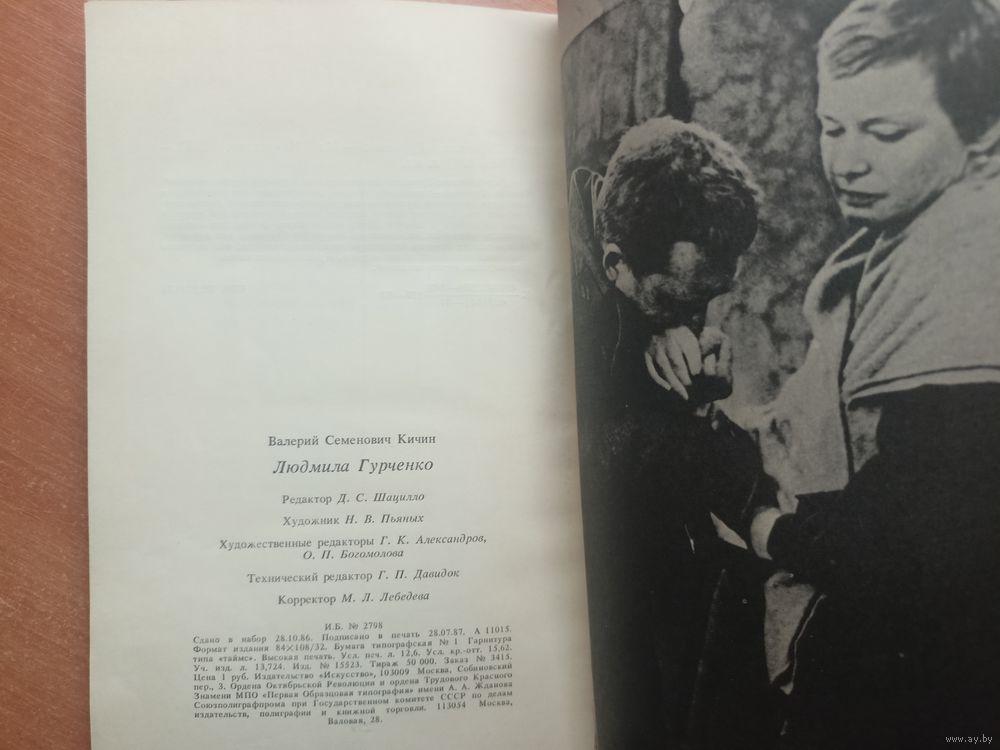 Валерий Семенович Кичин
Людмила Гурченко
Редактор Д. С. Шацилло
Художник Н. В. Пьяных
Художественные редакторы Г. К. Александров,
О. П. Богомолова
Технический редактор Г. П. Давидок
Корректор М. Л. Лебедева
И.Б. № 2798
Сдано в набор 28.10.86. Подписано в печать 28.07.87. А 11015.
Формат издания 84×108/32. Бумага типографская № 1 Гарнитура
типа «таймс». Высокая печать. Усл. печ. л. 12,6. Усл. кр.-отт. 15,62.
Уч. изд. л. 13,724. Изд. № 15523. Тираж 50 000. Заказ № 3415.
Цена 1 руб. Издательство «Искусство», 103009 Москва, Собиновский
пер., 3. Ордена Октябрьской Революции и ордена Трудового Красного
Знамени МПО «Первая Образцовая типография» имени А. А. Жданова
Союзполиграфпрома при Государственном комитете СССР по делам
издательств, полиграфии и книжной торговли. 113054 Москва,
Валовая, 28.
www.ay.by